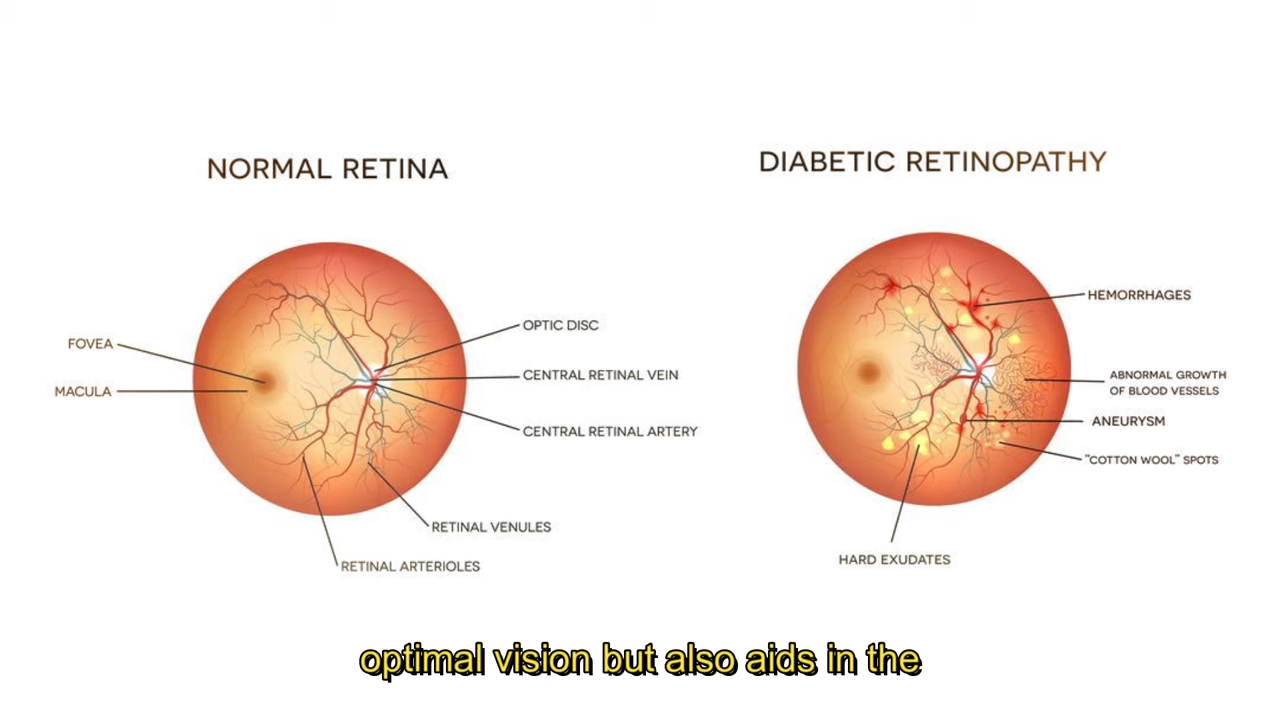 NORMAL RETINA
FOVEA
MACULA
OPTIC DISC
CENTRAL RETINAL VEIN
CENTRAL RETINAL ARTERY
RETINAL VENULES
RETINAL ARTERIOLES
DIABETIC RETINOPATHY
HEMORRHAGES
ABNORMAL GROWTH
OF BLOOD VESSELS
ANEURYSM
"COTTON WOOL" SPOTS
HARD EXUDATES
optimal vision but also aids in the